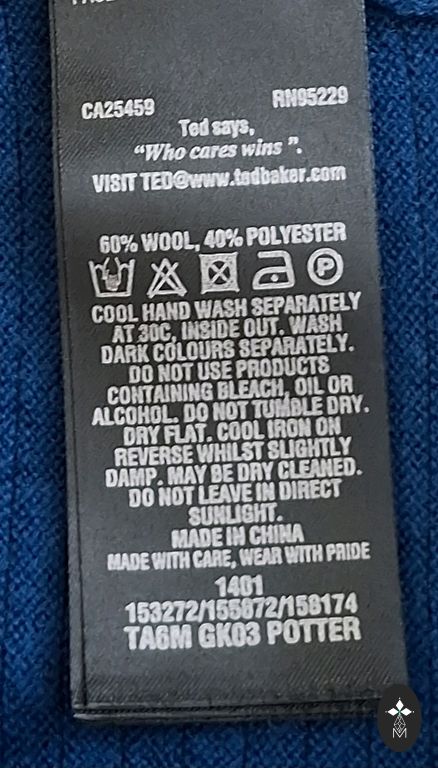 CA25459 RN95229
Ted says,
"Who cares wins".
VISIT TED@www.tedbaker.com
60% WOOL, 40% POLYESTER
P
COOL HAND WASH SEPARATELY
AT 30C, INSIDE OUT. WASH
DARK COLOURS SEPARATELY.
DO NOT USE PRODUCTS
CONTAINING BLEACH, OIL OR
ALCOHOL. DO NOT TUMBLE DRY.
DRY FLAT. COOL IRON ON
REVERSE WHILST SLIGHTLY
DAMP. MAY BE DRY CLEANED.
DO NOT LEAVE IN DIRECT
SUNLIGHT.
MADE IN CHINA
MADE WITH CARE, WEAR WITH PRIDE
1401
153272/155072/158174
TA6M GK03 POTTER
M